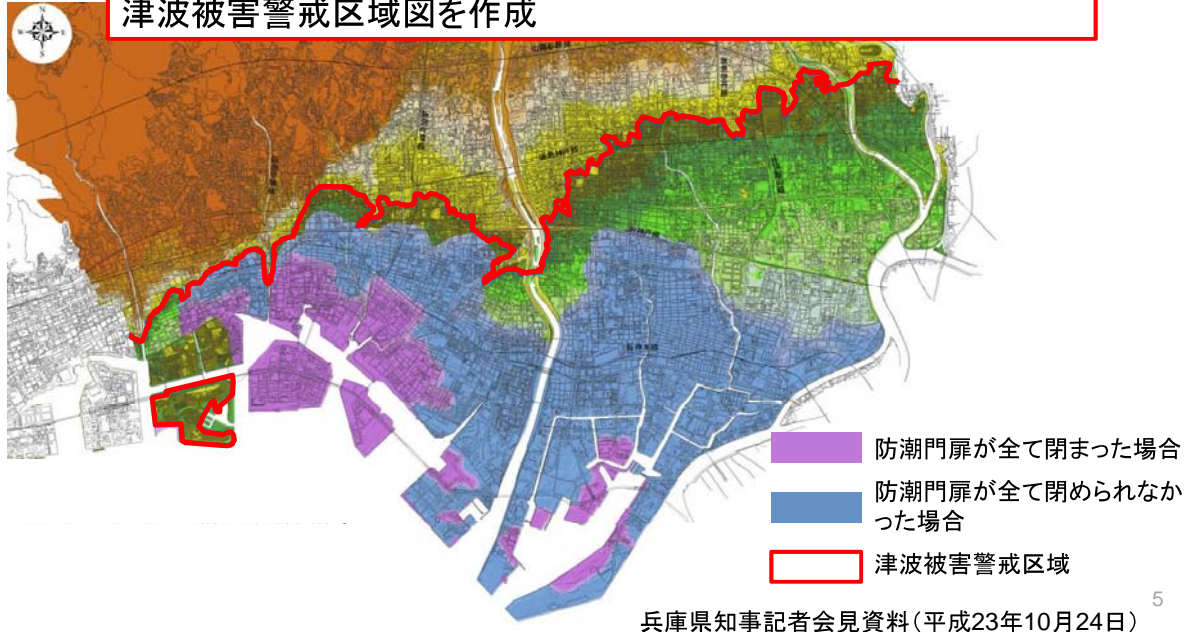 津波被害警戒区域図を作成
N
W
E
S
防潮門扉が全て閉まった場合
防潮門扉が全て閉められなか
った場合
津波被害警戒区域
5
兵庫県知事記者会見資料(平成23年10月24日)